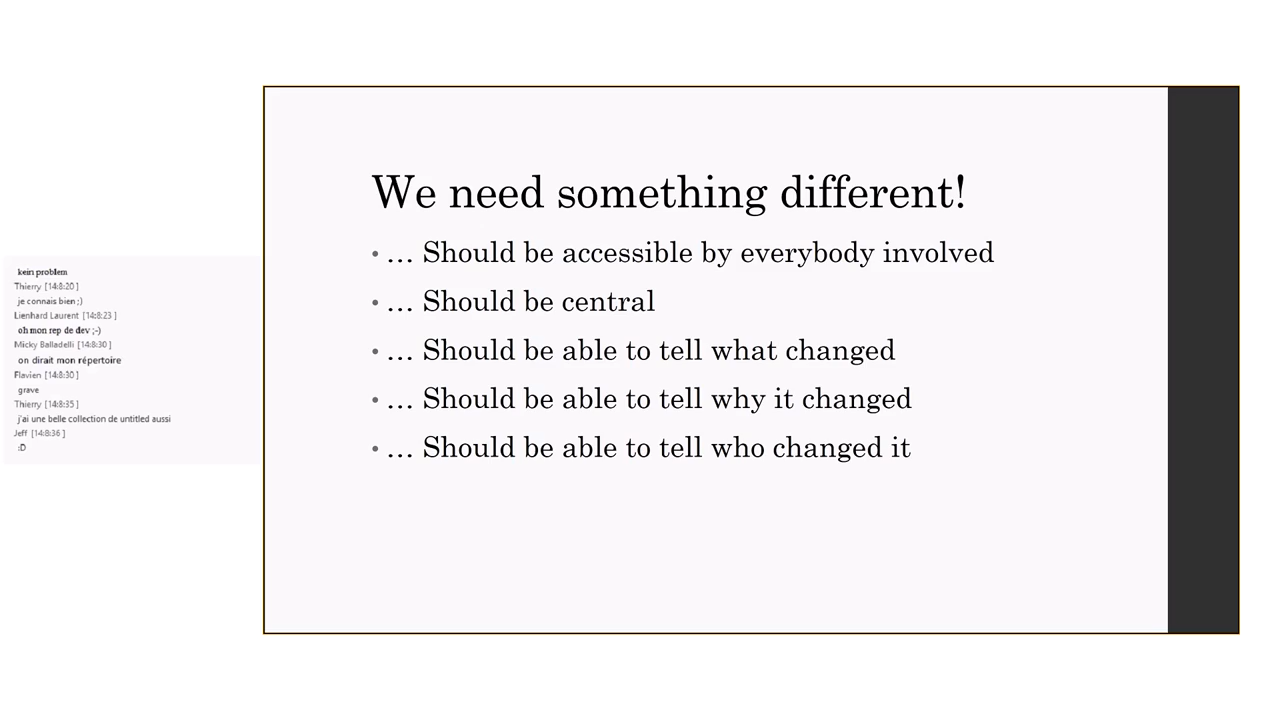 kein problem
Thierry [14:8:20 ]
je connais bien ;)
Lienhard Laurent [14:8:23 ]
oh mon rep de dev ;-)
Micky Balladelli [14:8:30 ]
on dirait mon répertoire
Flavien [14:8:30 ]
grave
Thierry [14:8:35 ]
j'ai une belle collection de untitled aussi
Jeff [14:8:36 ]
:D
We need something different!
• … Should be accessible by everybody involved
• … Should be central
• … Should be able to tell what changed
• … Should be able to tell why it changed
• … Should be able to tell who changed it